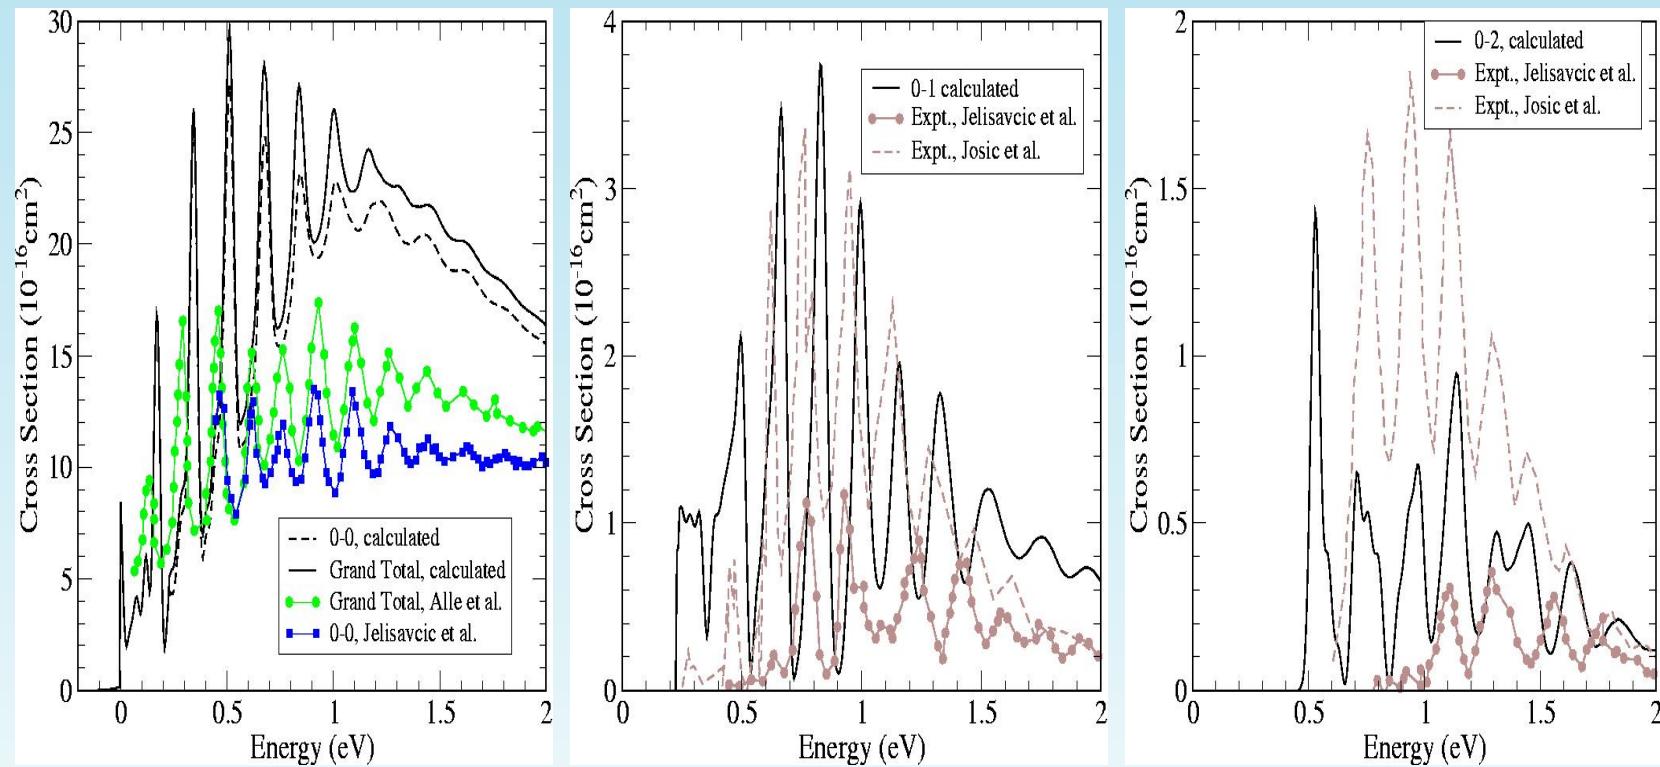 30
25
20
15
10
5
0
Cross Section (10⁻¹⁶cm²)
0-0, calculated
Grand Total, calculated
Grand Total, Alle et al.
0-0, Jelisavcic et al.
0 0.5 1 1.5 2
Energy (eV)
4
3
2
1
0
Cross Section (10⁻¹⁶cm²)
0-1 calculated
Expt., Jelisavcic et al.
Expt., Josic et al.
0 0.5 1 1.5 2
Energy (eV)
2
1.5
1
0.5
0
Cross Section (10⁻¹⁶cm²)
0-2, calculated
Expt., Jelisavcic et al.
Expt., Josic et al.
0 0.5 1 1.5 2
Energy (eV)